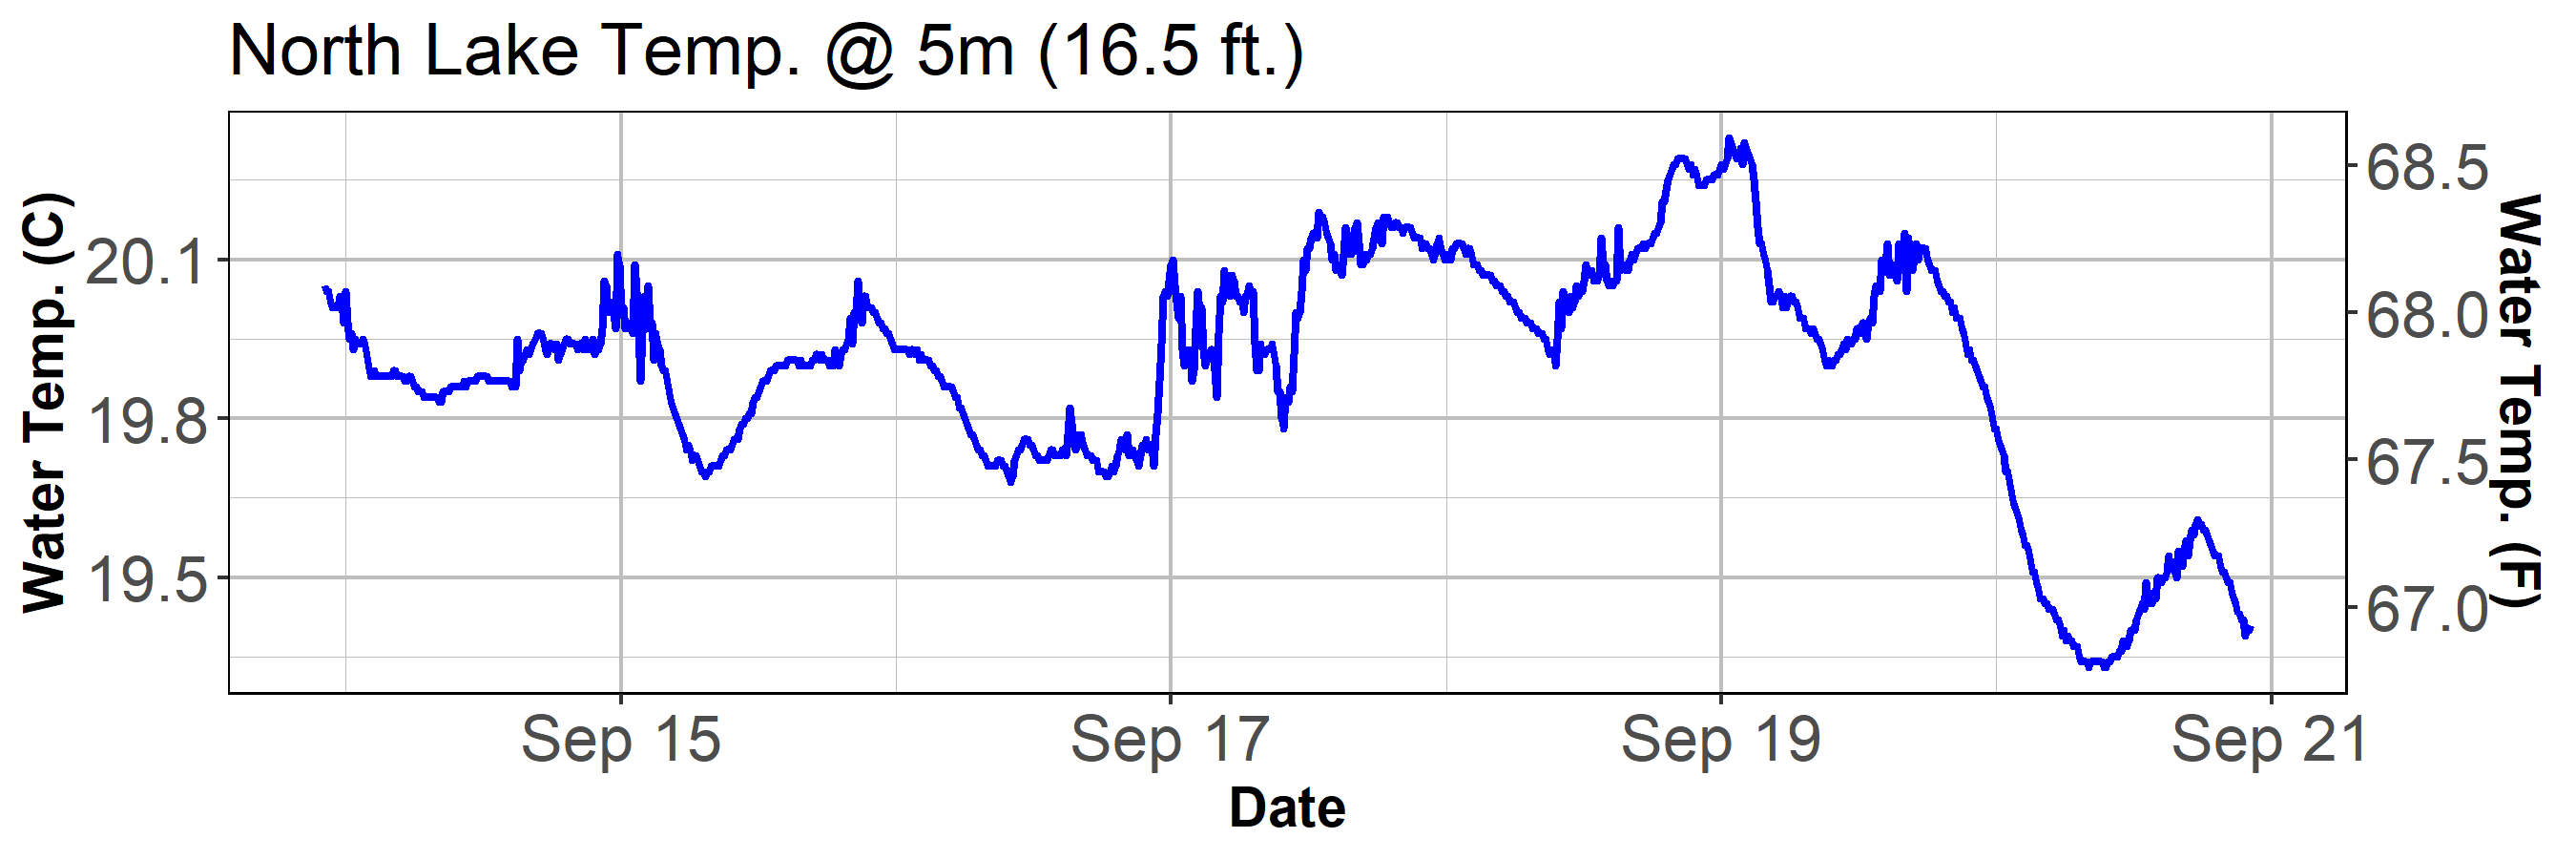 North Lake Temp. @ 5m (16.5 ft.)
Water Temp. (C)
20.1
19.8
19.5
68.5
68.0
67.5
67.0
Water Temp. (F)
Sep 15
Sep 17
Sep 19
Sep 21
Date